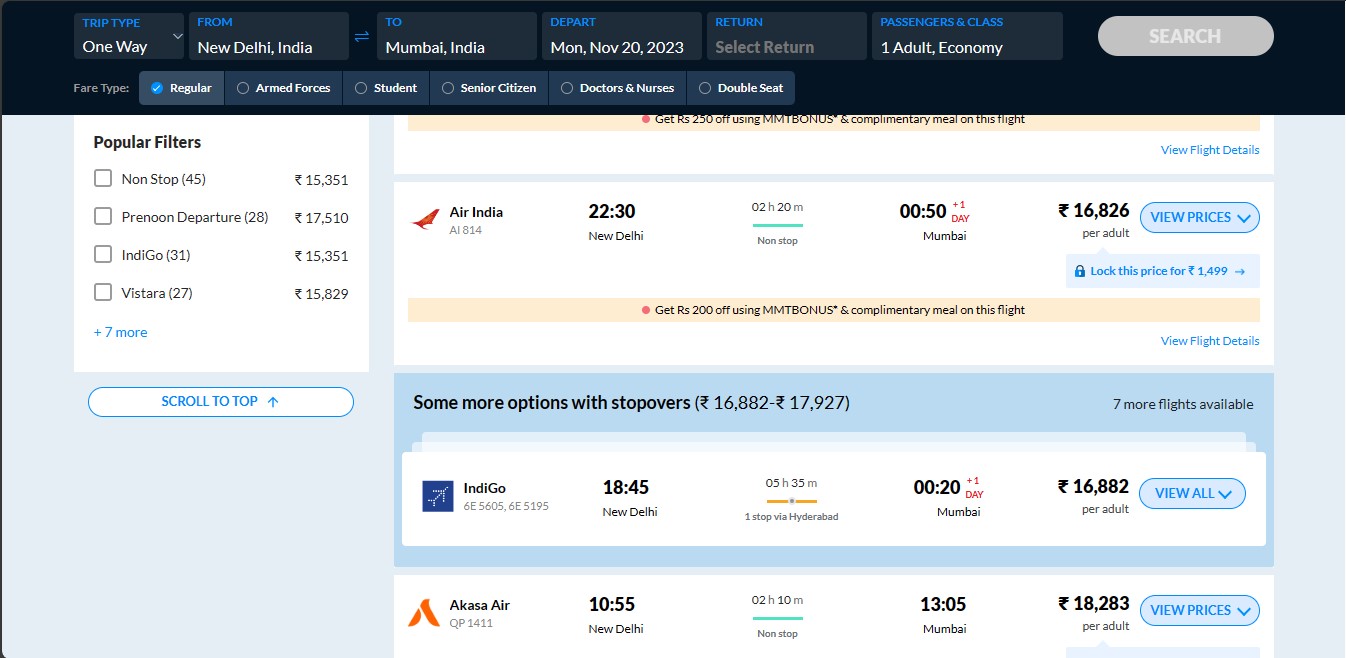 TRIP TYPE
One Way
FROM
New Delhi, India
TO
Mumbai, India
DEPART
Mon, Nov 20, 2023
RETURN
Select Return
PASSENGERS & CLASS
1 Adult, Economy
SEARCH
Fare Type: Regular Armed Forces Student Senior Citizen Doctors & Nurses Double Seat
Popular Filters
Non Stop (45) ₹ 15,351
Prenoon Departure (28) ₹ 17,510
IndiGo (31) ₹ 15,351
Vistara (27) ₹ 15,829
+ 7 more
SCROLL TO TOP
Get Rs 250 off using MMTBONUS* & complimentary meal on this flight
View Flight Details
Air India
AI 814
22:30
New Delhi
02 h 20 m
Non stop
00:50 +1 DAY
Mumbai
₹ 16,826
per adult
VIEW PRICES
Lock this price for ₹ 1,499 →
Get Rs 200 off using MMTBONUS* & complimentary meal on this flight
View Flight Details
Some more options with stopovers (₹ 16,882-₹ 17,927)
7 more flights available
IndiGo
6E 5605, 6E 5195
18:45
New Delhi
05 h 35 m
1 stop via Hyderabad
00:20 +1 DAY
Mumbai
₹ 16,882
per adult
VIEW ALL
Akasa Air
QP 1411
10:55
New Delhi
02 h 10 m
Non stop
13:05
Mumbai
₹ 18,283
per adult
VIEW PRICES